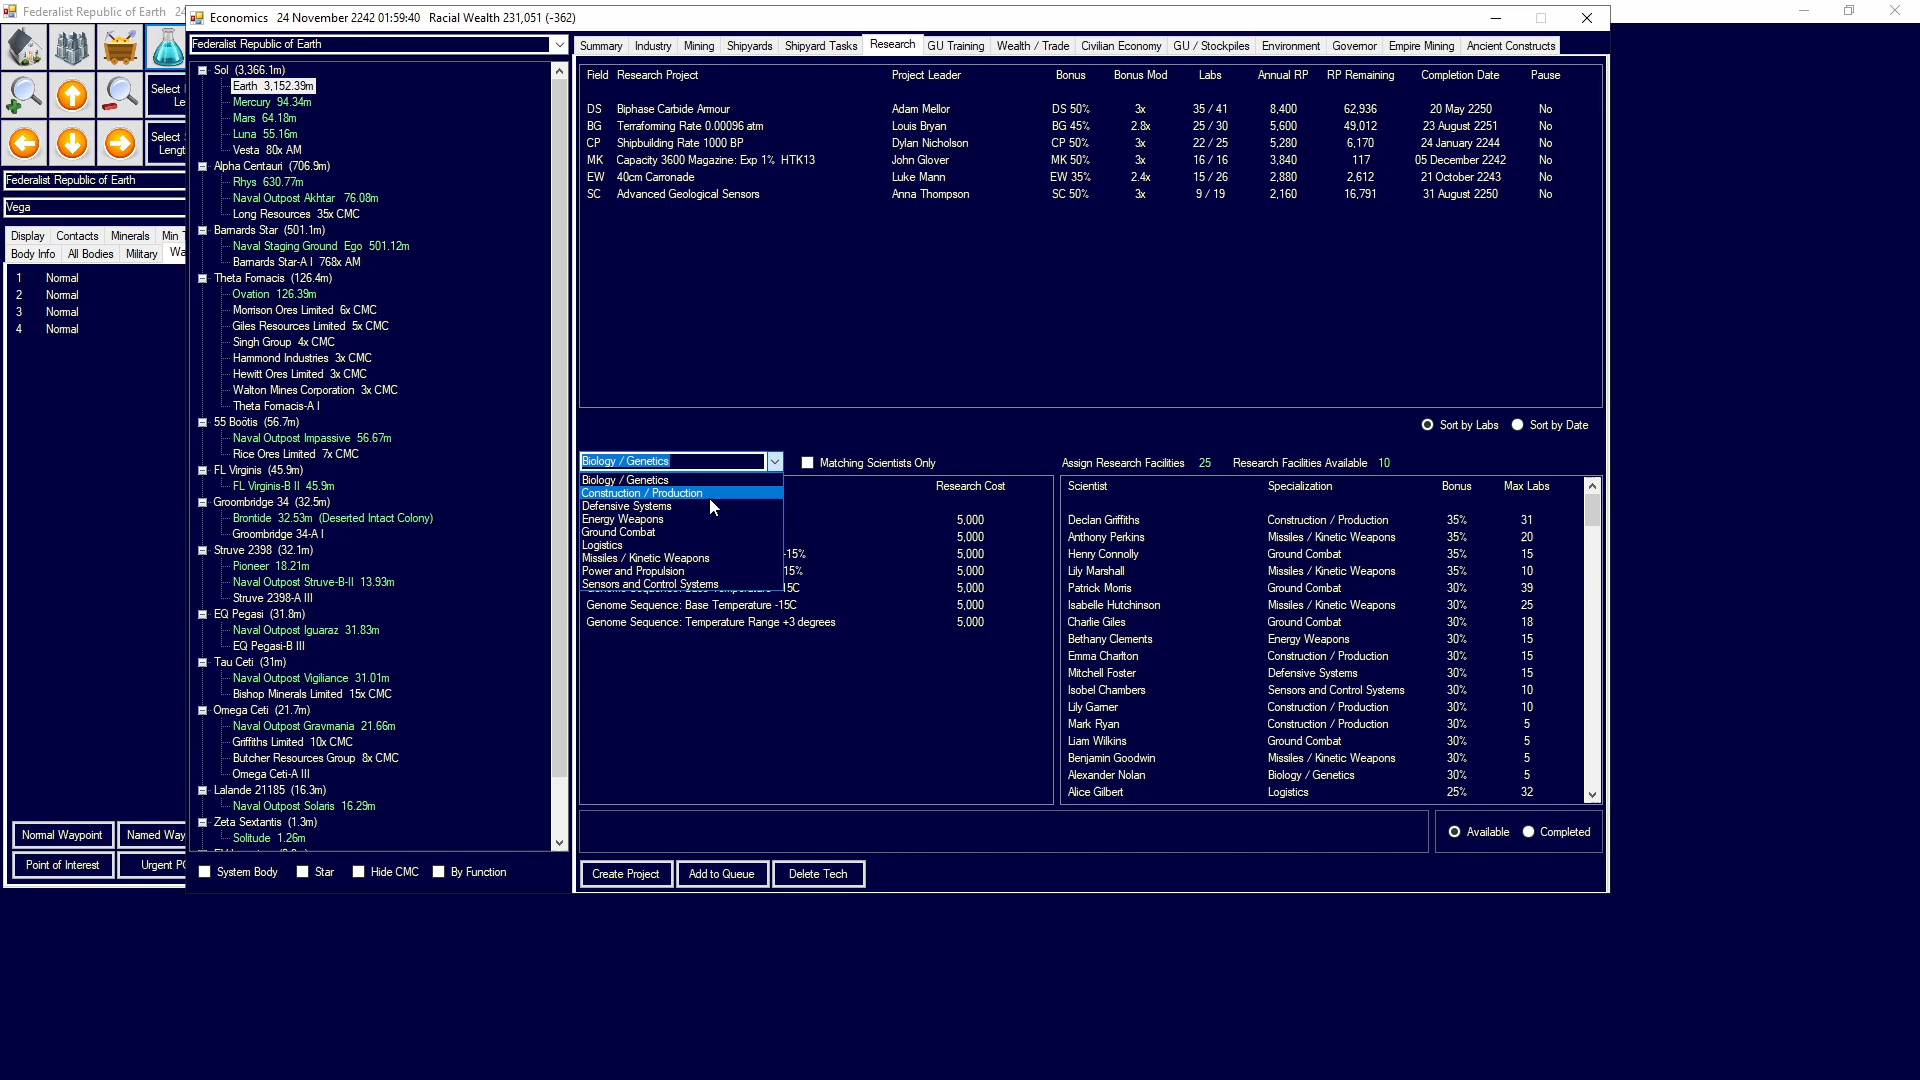 Federalist Republic of Earth 24
Economics 24 November 2242 01:59:40 Racial Wealth 231,051 (-362)
Federalist Republic of Earth
Summary Industry Mining Shipyards Shipyard Tasks Research GU Training Wealth / Trade Civilian Economy GU / Stockpiles Environment Governor Empire Mining Ancient Constructs
Select
Le
Select
Lengt
Federalist Republic of Earth
Vega
Display Contacts Minerals Min T
Body Info All Bodies Military Wa
1 Normal
2 Normal
3 Normal
4 Normal
Normal Waypoint Named Way
Point of Interest Urgent PO
Sol (3,366.1m)
Earth 3,152.39m
Mercury 94.34m
Mars 64.18m
Luna 55.16m
Vesta 80x AM
Alpha Centauri (706.9m)
Rhys 630.77m
Naval Outpost Akhtar 76.08m
Long Resources 35x CMC
Barnards Star (501.1m)
Naval Staging Ground Ego 501.12m
Barnards Star-A I 768x AM
Theta Fornacis (126.4m)
Ovation 126.39m
Morrison Ores Limited 6x CMC
Giles Resources Limited 5x CMC
Singh Group 4x CMC
Hammond Industries 3x CMC
Hewitt Ores Limited 3x CMC
Walton Mines Corporation 3x CMC
Theta Fornacis-A I
55 Boötis (56.7m)
Naval Outpost Impassive 56.67m
Rice Ores Limited 7x CMC
FL Virginis (45.9m)
FL Virginis-B II 45.9m
Groombridge 34 (32.5m)
Brontide 32.53m (Deserted Intact Colony)
Groombridge 34-A I
Struve 2398 (32.1m)
Pioneer 18.21m
Naval Outpost Struve-B-II 13.93m
Struve 2398-A III
EQ Pegasi (31.8m)
Naval Outpost Iguaraz 31.83m
EQ Pegasi-B III
Tau Ceti (31m)
Naval Outpost Vigilance 31.01m
Bishop Minerals Limited 15x CMC
Omega Ceti (21.7m)
Naval Outpost Gravmania 21.66m
Griffiths Limited 10x CMC
Butcher Resources Group 8x CMC
Omega Ceti-A III
Lalande 21185 (16.3m)
Naval Outpost Solaris 16.29m
Zeta Sextantis (1.3m)
Solitude 1.26m
System Body Star Hide CMC By Function
Field Research Project Project Leader Bonus Bonus Mod Labs Annual RP RP Remaining Completion Date Pause
DS Biphase Carbide Armour Adam Mellor DS 50% 3x 35 / 41 8,400 62,936 20 May 2250 No
BG Terraforming Rate 0.00096 atm Louis Bryan BG 45% 2.8x 25 / 30 5,600 49,012 23 August 2251 No
CP Shipbuilding Rate 1000 BP Dylan Nicholson CP 50% 3x 22 / 25 5,280 6,170 24 January 2244 No
MK Capacity 3600 Magazine: Exp 1% HTK13 John Glover MK 50% 3x 16 / 16 3,840 117 05 December 2242 No
EW 40cm Carronade Luke Mann EW 35% 2.4x 15 / 26 2,880 2,612 21 October 2243 No
SC Advanced Geological Sensors Anna Thompson SC 50% 3x 9 / 19 2,160 16,791 31 August 2250 No
Sort by Labs Sort by Date
Biology / Genetics Matching Scientists Only Assign Research Facilities 25 Research Facilities Available 10
Biology / Genetics
Construction / Production
Defensive Systems
Energy Weapons
Ground Combat
Logistics
Missiles / Kinetic Weapons
Power and Propulsion
Sensors and Control Systems
Research Cost
5,000
5,000
-15% 5,000
15% 5,000
Genome Sequence: Base Temperature +15C 5,000
Genome Sequence: Base Temperature -15C 5,000
Genome Sequence: Temperature Range +3 degrees 5,000
Scientist Specialization Bonus Max Labs
Declan Griffiths Construction / Production 35% 31
Anthony Perkins Missiles / Kinetic Weapons 35% 20
Henry Connolly Ground Combat 35% 15
Lily Marshall Missiles / Kinetic Weapons 35% 10
Patrick Morris Ground Combat 30% 39
Isabelle Hutchinson Missiles / Kinetic Weapons 30% 25
Charlie Giles Ground Combat 30% 18
Bethany Clements Energy Weapons 30% 15
Emma Charlton Construction / Production 30% 15
Mitchell Foster Defensive Systems 30% 15
Isobel Chambers Sensors and Control Systems 30% 10
Lily Garner Construction / Production 30% 10
Mark Ryan Construction / Production 30% 5
Liam Wilkins Ground Combat 30% 5
Benjamin Goodwin Missiles / Kinetic Weapons 30% 5
Alexander Nolan Biology / Genetics 30% 5
Alice Gilbert Logistics 25% 32
Available Completed
Create Project Add to Queue Delete Tech